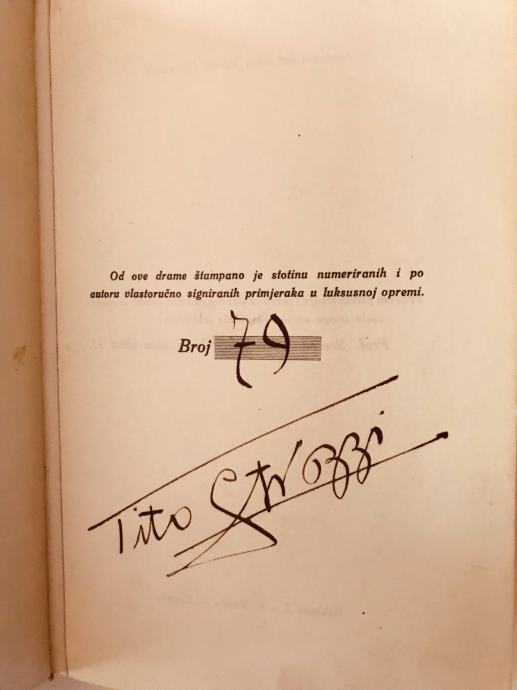 Od ove drame štampano je stotinu numeriranih i po
autoru vlastoručno signiranih primjeraka u luksusnoj opremi.
Broj 79
Tito Strozzi